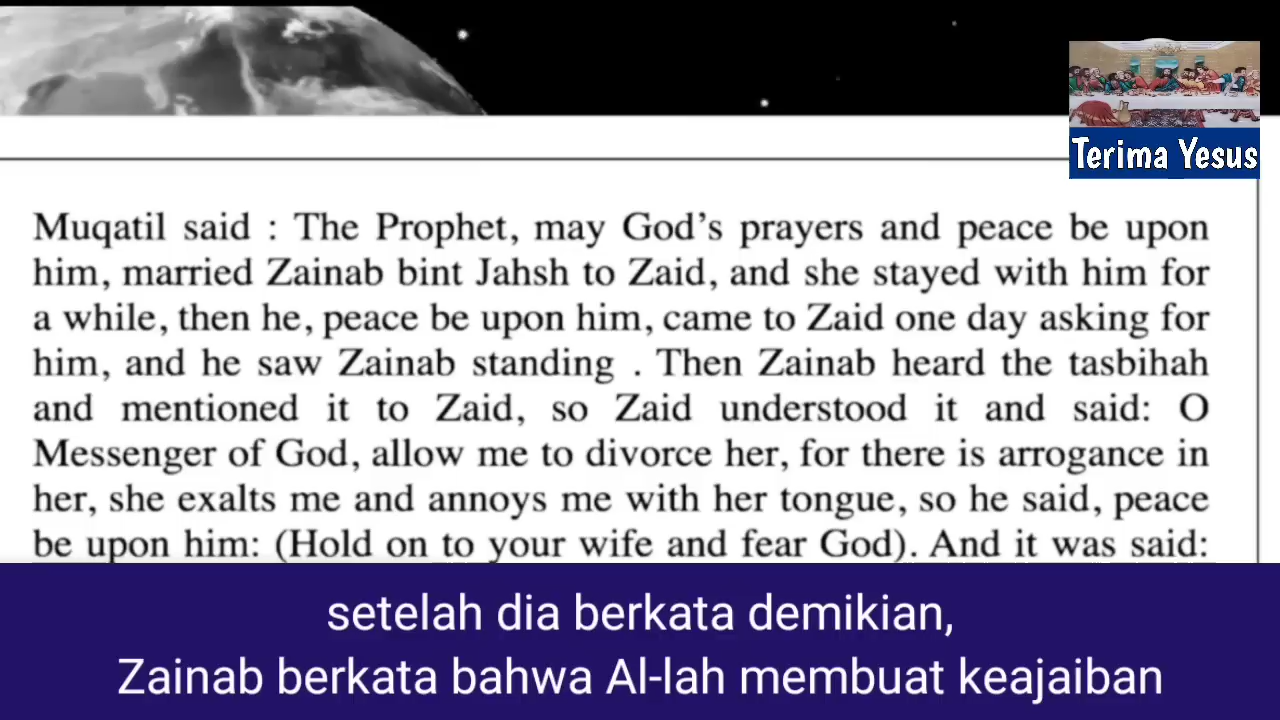 Terima Yesus
Muqatil said : The Prophet, may God's prayers and peace be upon
him, married Zainab bint Jahsh to Zaid, and she stayed with him for
a while, then he, peace be upon him, came to Zaid one day asking for
him, and he saw Zainab standing . Then Zainab heard the tasbihah
and mentioned it to Zaid, so Zaid understood it and said: O
Messenger of God, allow me to divorce her, for there is arrogance in
her, she exalts me and annoys me with her tongue, so he said, peace
be upon him: (Hold on to your wife and fear God). And it was said:
setelah dia berkata demikian,
Zainab berkata bahwa Al-lah membuat keajaiban